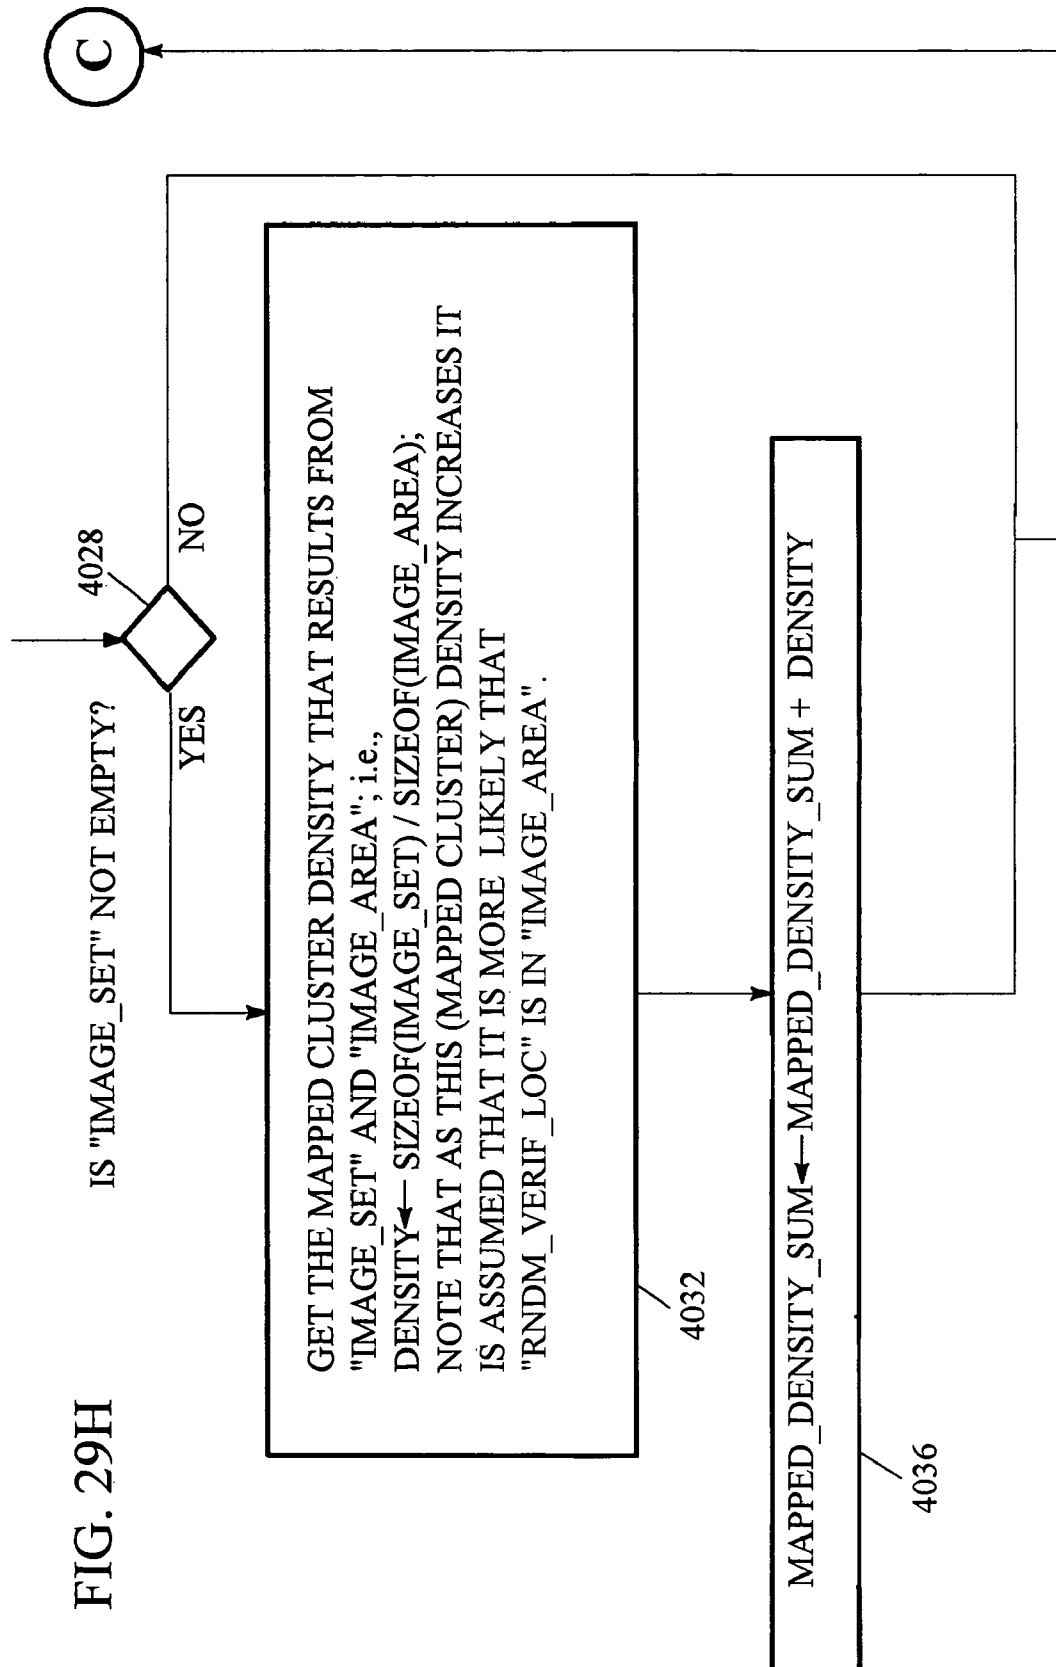 FIG. 29H
C
IS "IMAGE_SET" NOT EMPTY?
4028
YES
NO
GET THE MAPPED CLUSTER DENSITY THAT RESULTS FROM
"IMAGE_SET" AND "IMAGE_AREA"; i.e.,
DENSITY← SIZEOF(IMAGE_SET) / SIZEOF(IMAGE_AREA);
NOTE THAT AS THIS (MAPPED CLUSTER) DENSITY INCREASES IT
IS ASSUMED THAT IT IS MORE LIKELY THAT
"RNDM_VERIF_LOC" IS IN "IMAGE_AREA".
4032
MAPPED_DENSITY_SUM←MAPPED_DENSITY_SUM + DENSITY
4036